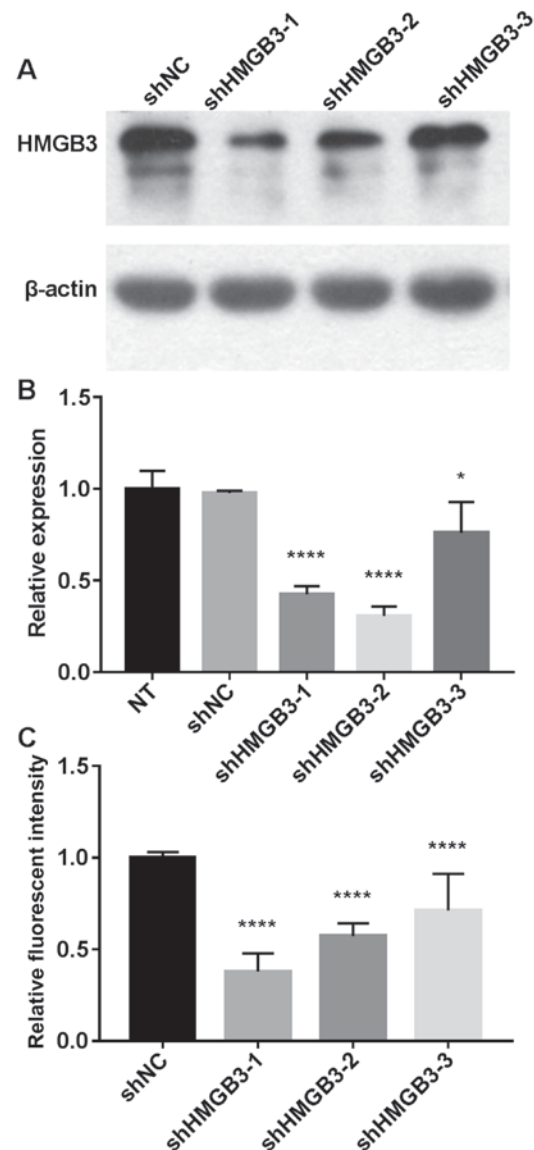 A
shNC
shHMGB3-1
shHMGB3-2
shHMGB3-3
HMGB3
β-actin
B
Relative expression
1.5
1.0
0.5
0.0
****
****
*
NT
shNC
shHMGB3-1
shHMGB3-2
shHMGB3-3
C
Relative fluorescent intensity
1.5
1.0
0.5
0.0
****
****
****
shNC
shHMGB3-1
shHMGB3-2
shHMGB3-3